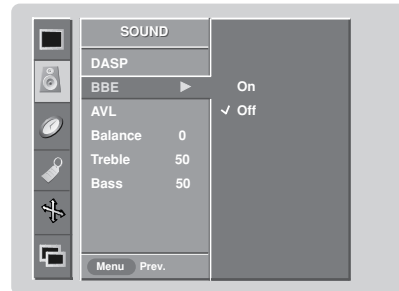 SOUND
DASP
BBE ▶ On
AVL ✓ Off
Balance 0
Treble 50
Bass 50
Menu Prev.